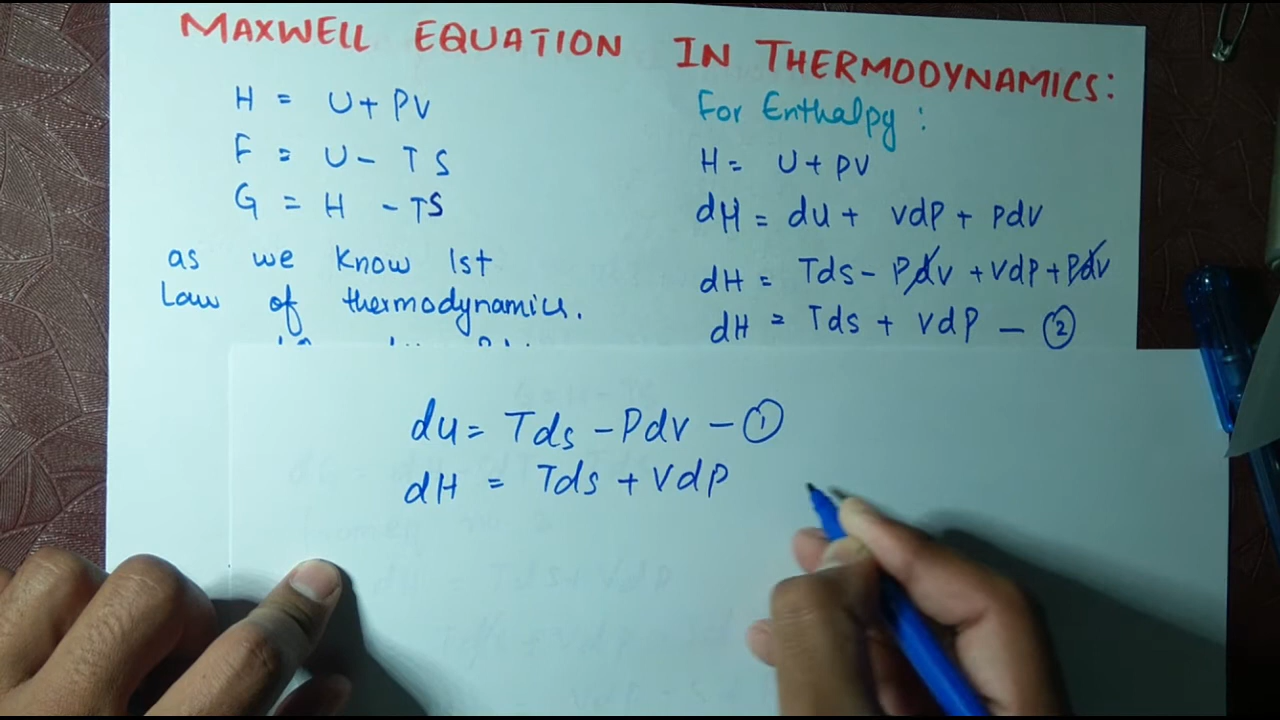 MAXWELL EQUATION IN THERMODYNAMICS:
H = U + PV
F = U - TS
G = H - TS
as we know 1st
Law of thermodynamics.
For Enthalpy:
H = U + PV
dH = du + vdp + pdv
dH = Tds - Pdv + vdp + Pdv
dH = Tds + vdp - ②
du = Tds - Pdv - ①
dH = Tds + vdp